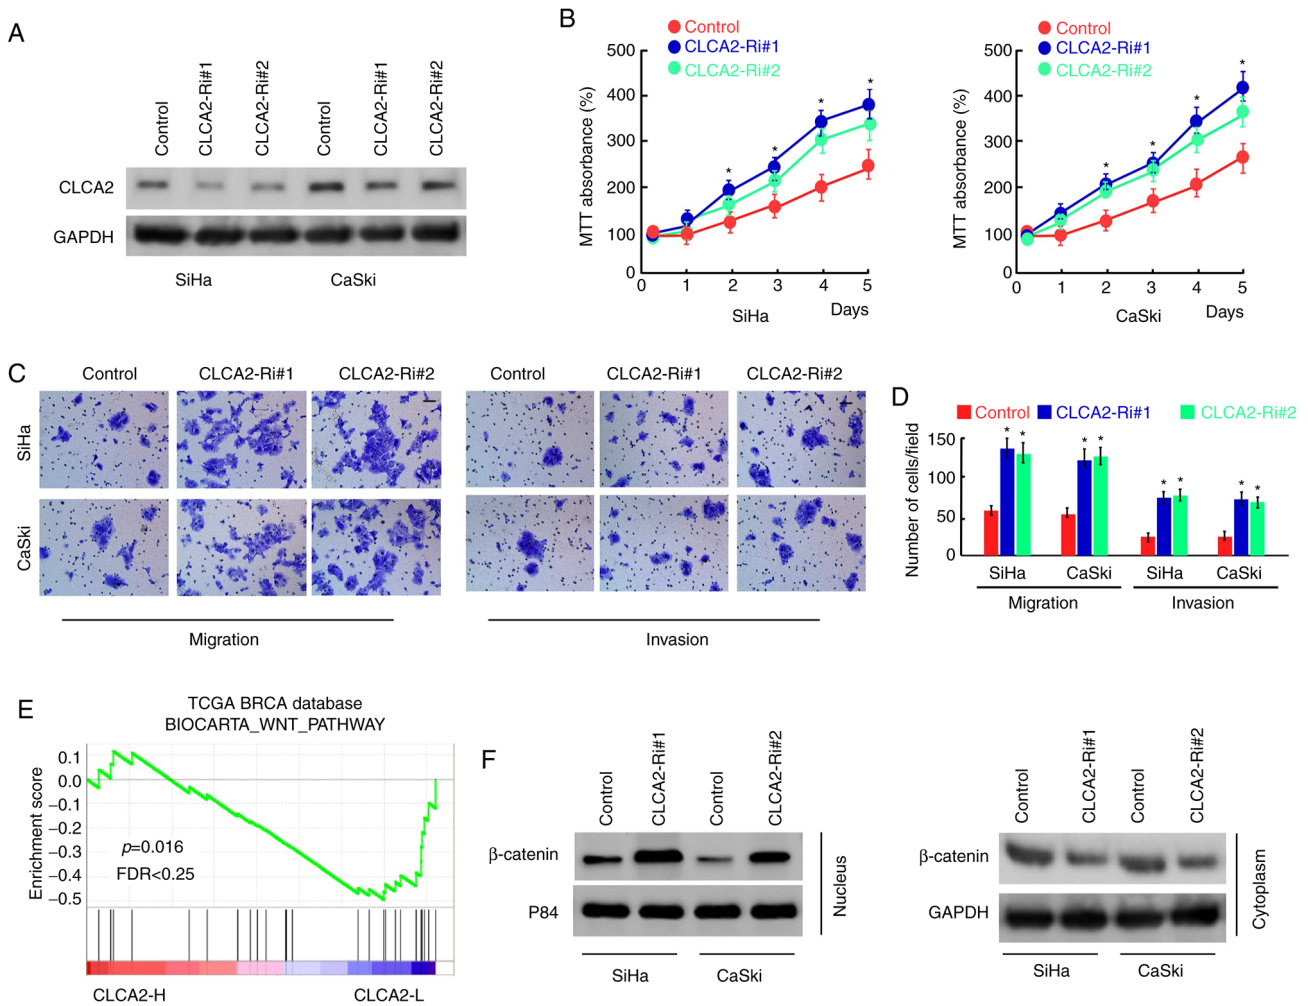 A
Control
CLCA2-Ri#1
CLCA2-Ri#2
Control
CLCA2-Ri#1
CLCA2-Ri#2
CLCA2
GAPDH
SiHa
CaSki
B
Control
CLCA2-Ri#1
CLCA2-Ri#2
MTT absorbance (%)
500
400
300
200
100
0
0 1 2 3 4 5
* * * *
SiHa
Days
Control
CLCA2-Ri#1
CLCA2-Ri#2
MTT absorbance (%)
500
400
300
200
100
0
0 1 2 3 4 5
* * * *
CaSki
Days
C
Control
CLCA2-Ri#1
CLCA2-Ri#2
Control
CLCA2-Ri#1
CLCA2-Ri#2
SiHa
CaSki
Migration
Invasion
D
Control
CLCA2-Ri#1
CLCA2-Ri#2
Number of cells/field
150
100
50
0
* * * * * * * *
SiHa
CaSki
SiHa
CaSki
Migration
Invasion
E
TCGA BRCA database
BIOCARTA_WNT_PATHWAY
Enrichment score
0.1
0.0
−0.1
−0.2
−0.3
−0.4
−0.5
p=0.016
FDR<0.25
CLCA2-H
CLCA2-L
F
Control
CLCA2-Ri#1
Control
CLCA2-Ri#2
β-catenin
P84
Nucleus
SiHa
CaSki
Control
CLCA2-Ri#1
Control
CLCA2-Ri#2
β-catenin
GAPDH
Cytoplasm
SiHa
CaSki